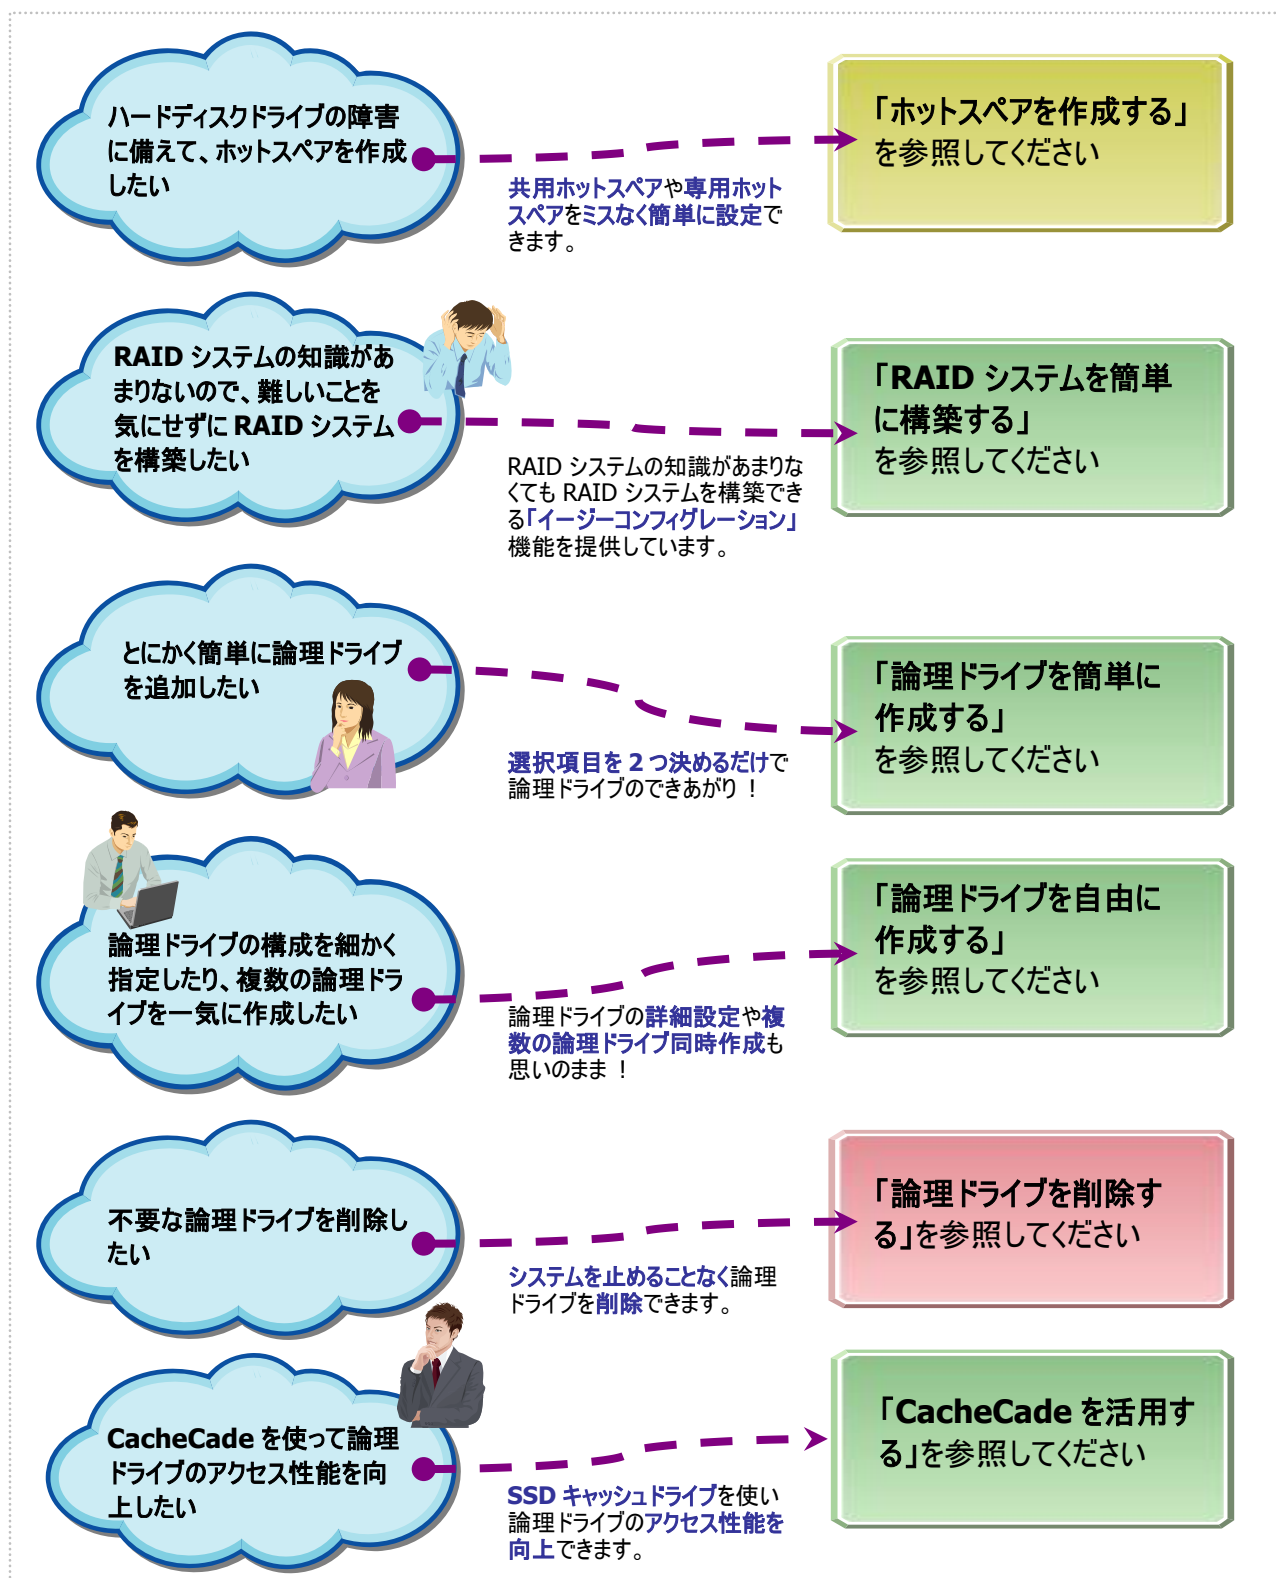 ハードディスクドライブの障害
に備えて、ホットスペアを作成
したい
共用ホットスペアや専用ホット
スペアをミスなく簡単に設定で
きます。
「ホットスペアを作成する」
を参照してください
RAID システムの知識があ
まりないので、難しいことを
気にせずに RAID システム
を構築したい
RAID システムの知識があまりな
くても RAID システムを構築でき
る「イージーコンフィグレーション」
機能を提供しています。
「RAID システムを簡単
に構築する」
を参照してください
とにかく簡単に論理ドライブ
を追加したい
選択項目を 2 つ決めるだけで
論理ドライブのできあがり！
「論理ドライブを簡単に
作成する」
を参照してください
論理ドライブの構成を細かく
指定したり、複数の論理ドラ
イブを一気に作成したい
論理ドライブの詳細設定や複
数の論理ドライブ同時作成も
思いのまま！
「論理ドライブを自由に
作成する」
を参照してください
不要な論理ドライブを削除し
たい
システムを止めることなく論理
ドライブを削除できます。
「論理ドライブを削除す
る」を参照してください
CacheCade を使って論理
ドライブのアクセス性能を向
上したい
SSD キャッシュドライブを使い
論理ドライブのアクセス性能を
向上できます。
「CacheCade を活用す
る」を参照してください